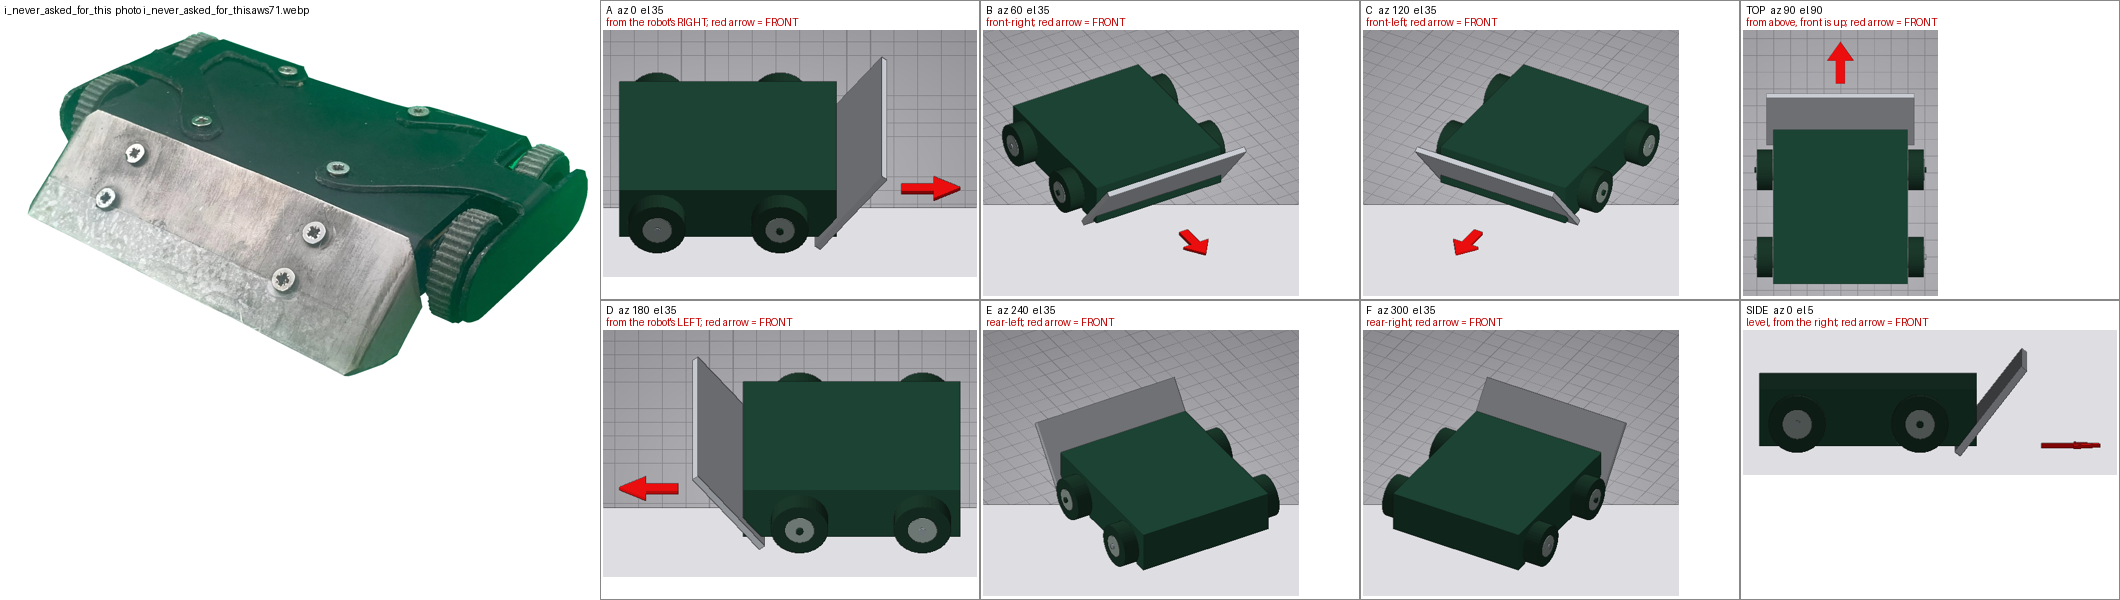 i_never_asked_for_this photo i_never_asked_for_this.aws71.webp
A az 0 el 35
from the robot's RIGHT; red arrow = FRONT
B az 60 el 35
front-right; red arrow = FRONT
C az 120 el 35
front-left; red arrow = FRONT
TOP az 90 el 90
from above, front is up; red arrow = FRONT
D az 180 el 35
from the robot's LEFT; red arrow = FRONT
E az 240 el 35
rear-left; red arrow = FRONT
F az 300 el 35
rear-right; red arrow = FRONT
SIDE az 0 el 5
level, from the right; red arrow = FRONT